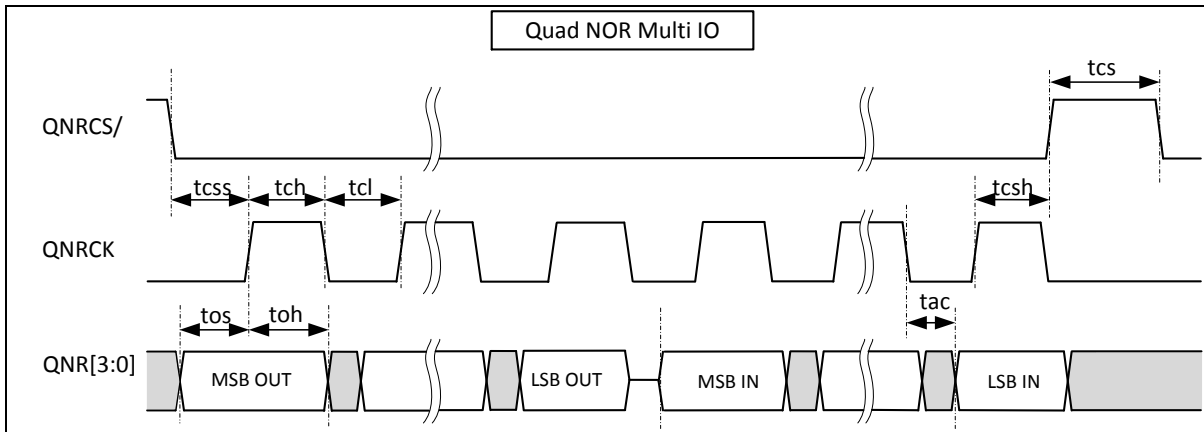 Quad NOR Multi IO
tcs
QNRCS/
tcss tch tcl tcsh
QNRCK
tos toh tac
QNR[3:0]
MSB OUT LSB OUT MSB IN LSB IN